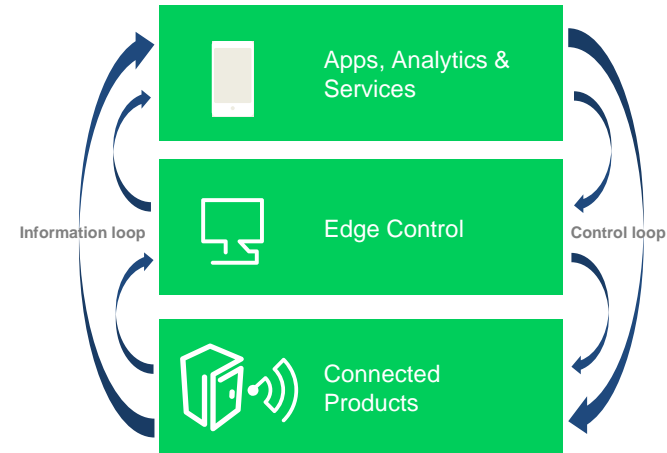 Apps, Analytics &
Services
Information loop
Edge Control
Control loop
Connected
Products